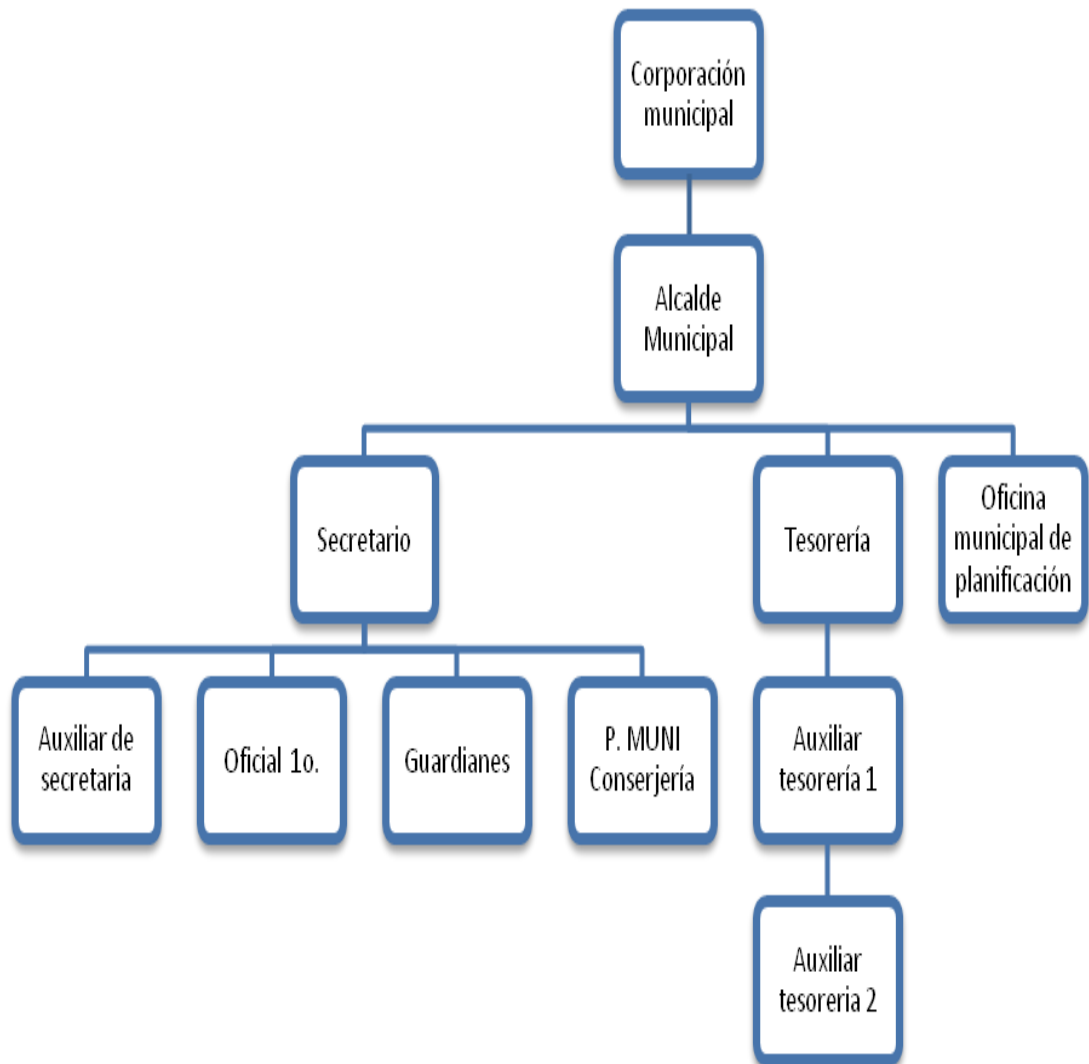 Corporación
municipal
Alcalde
Municipal
Secretario
Tesorería
Oficina
municipal de
planificación
Auxiliar de
secretaria
Oficial 1o.
Guardianes
P. MUNI
Conserjería
Auxiliar
tesorería 1
Auxiliar
tesoreria 2